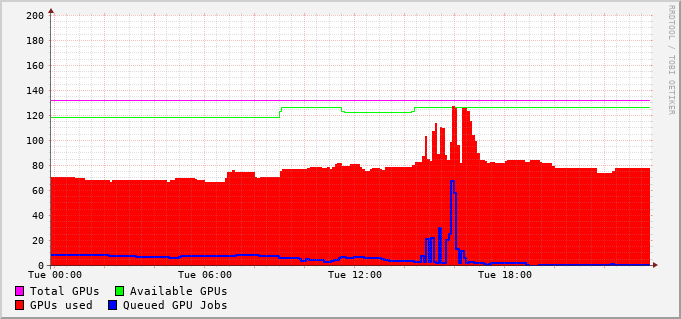 200
180
160
140
120
100
80
60
40
20
0
Tue 00:00 Tue 06:00 Tue 12:00 Tue 18:00
Total GPUs Available GPUs
GPUs used Queued GPU Jobs
RRDTOOL / TOBI OETIKER